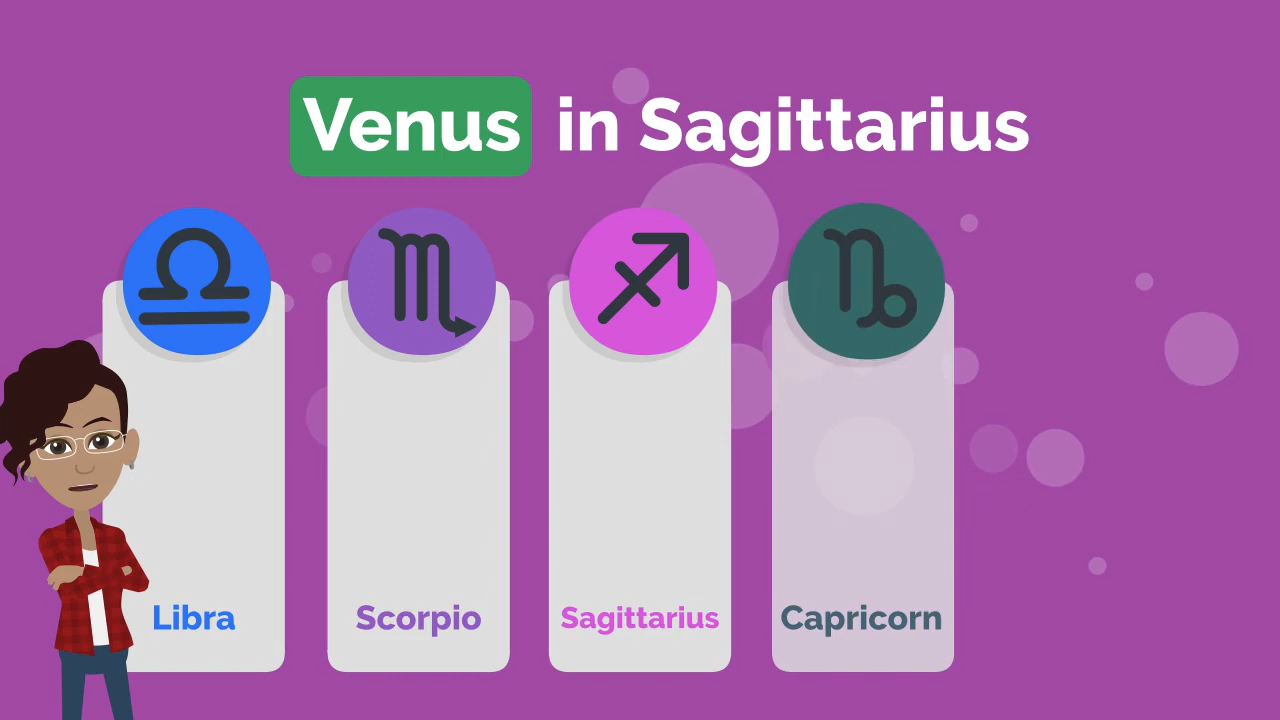 Venus in Sagittarius
Libra
Scorpio
Sagittarius
Capricorn